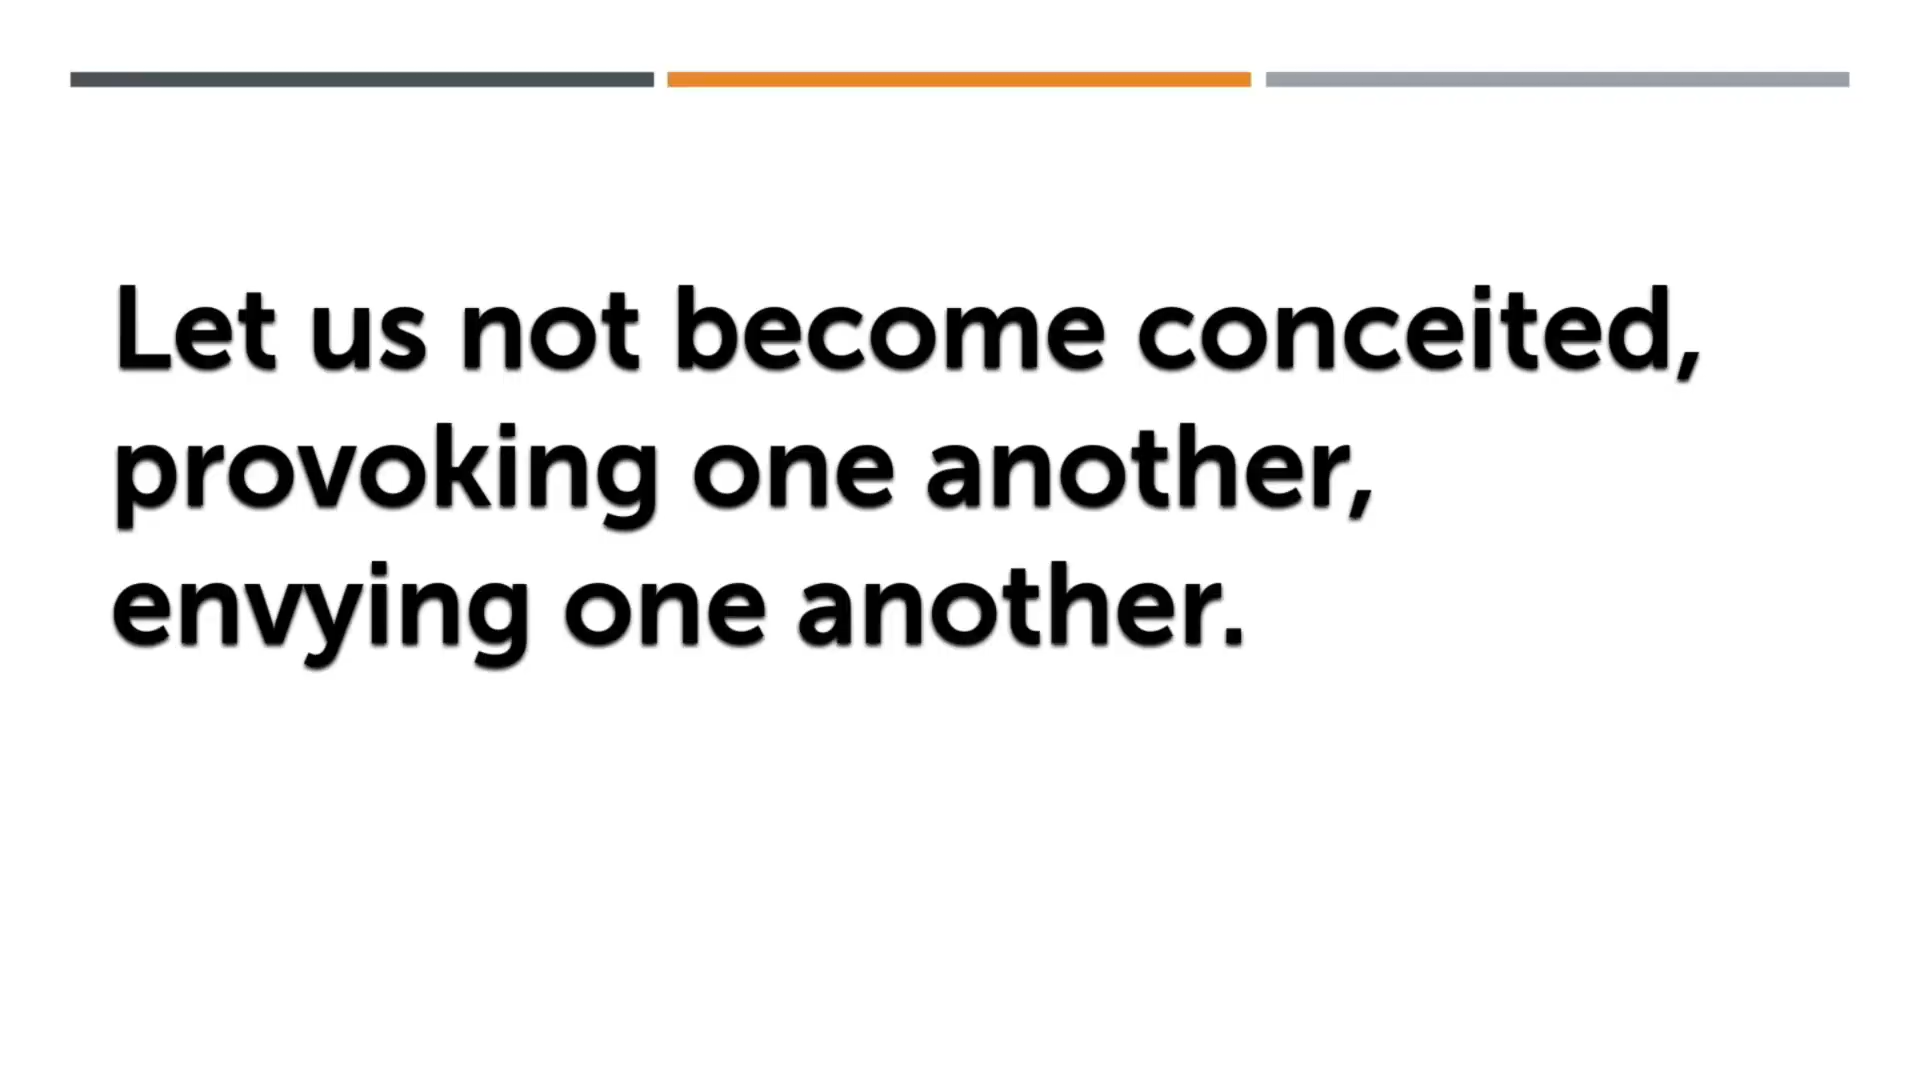 Let us not become conceited,
provoking one another,
envying one another.